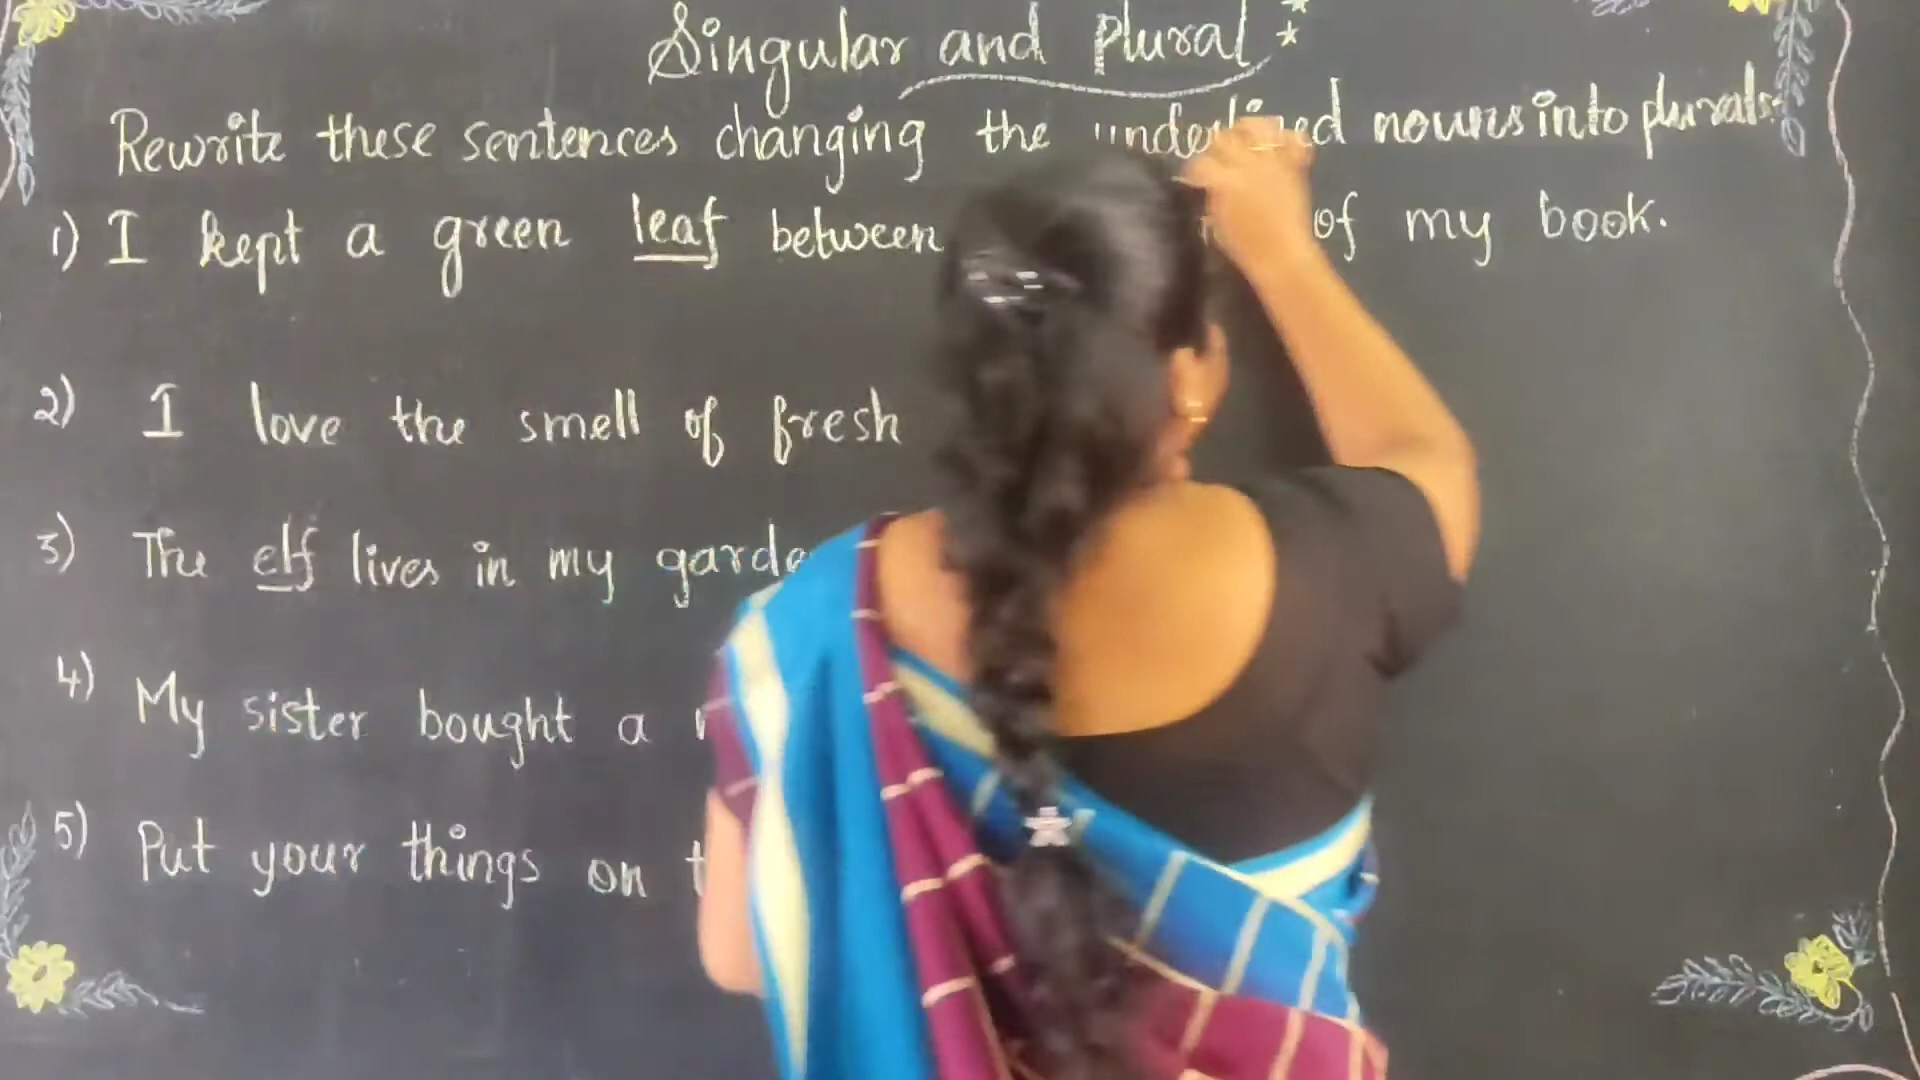 Singular and Plural
Rewrite these sentences changing the underlined nouns into plurals.
1) I kept a green leaf between of my book.
2) I love the smell of fresh
3) The elf lives in my
4) My sister bought a
5) Put your things on